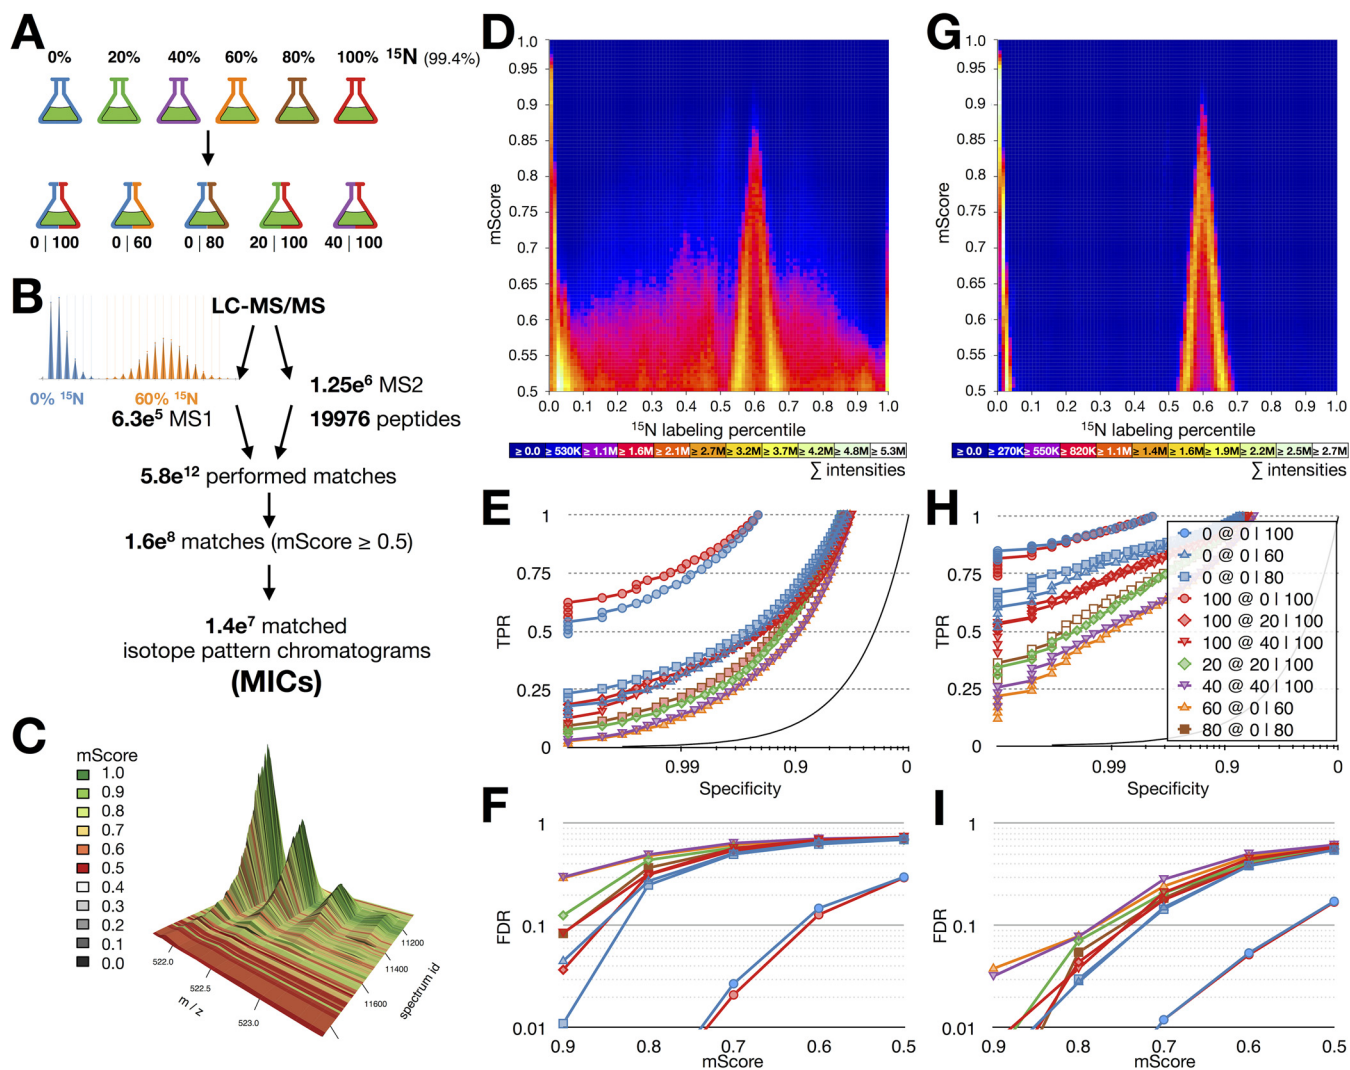 A
0% 20% 40% 60% 80% 100% 15N (99.4%)
0 | 100 0 | 60 0 | 80 20 | 100 40 | 100
B
LC-MS/MS
0% 15N 60% 15N
1.25e6 MS2
6.3e5 MS1 19976 peptides
5.8e12 performed matches
1.6e8 matches (mScore ≥ 0.5)
1.4e7 matched
isotope pattern chromatograms
(MICs)
C
mScore
1.0
0.9
0.8
0.7
0.6
0.5
0.4
0.3
0.2
0.1
0.0
522.0
522.5
523.0
m / z
11200
11400
11600
spectrum id
D
mScore
1.0
0.95
0.9
0.85
0.8
0.75
0.7
0.65
0.6
0.55
0.5
0.0 0.1 0.2 0.3 0.4 0.5 0.6 0.7 0.8 0.9 1.0
15N labeling percentile
≥ 0.0 ≥ 530K ≥ 1.1M ≥ 1.6M ≥ 2.1M ≥ 2.7M ≥ 3.2M ≥ 3.7M ≥ 4.2M ≥ 4.8M ≥ 5.3M
∑ intensities
E
TPR
1
0.75
0.5
0.25
0
0.99 0.9 0
Specificity
F
FDR
1
0.1
0.01
0.9 0.8 0.7 0.6 0.5
mScore
G
mScore
1.0
0.95
0.9
0.85
0.8
0.75
0.7
0.65
0.6
0.55
0.5
0.0 0.1 0.2 0.3 0.4 0.5 0.6 0.7 0.8 0.9 1.0
15N labeling percentile
≥ 0.0 ≥ 270K ≥ 550K ≥ 820K ≥ 1.1M ≥ 1.4M ≥ 1.6M ≥ 1.9M ≥ 2.2M ≥ 2.5M ≥ 2.7M
∑ intensities
H
TPR
1
0.75
0.5
0.25
0
0 @ 0 | 100
0 @ 0 | 60
0 @ 0 | 80
100 @ 0 | 100
100 @ 20 | 100
100 @ 40 | 100
20 @ 20 | 100
40 @ 40 | 100
60 @ 0 | 60
80 @ 0 | 80
0.99 0.9 0
Specificity
I
FDR
1
0.1
0.01
0.9 0.8 0.7 0.6 0.5
mScore